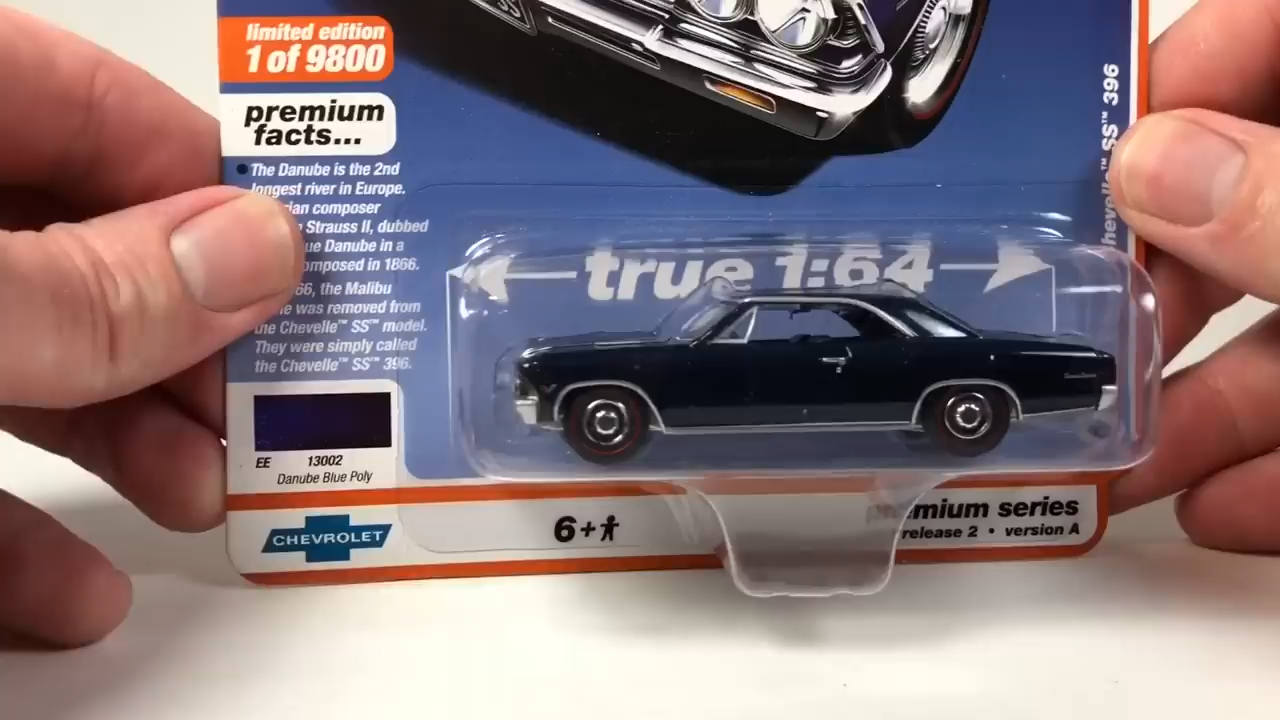 limited edition
1 of 9800
premium
facts...
The Danube is the 2nd
longest river in Europe.
composer
Strauss II, dubbed
Danube in a
in 1866.
the Malibu
was removed from
the Chevelle™ SS™ model.
They were simply called
the Chevelle™ SS™ 396.
EE 13002
Danube Blue Poly
CHEVROLET
true 1:64
6+
premium series
release 2 • version A
SS™ 396